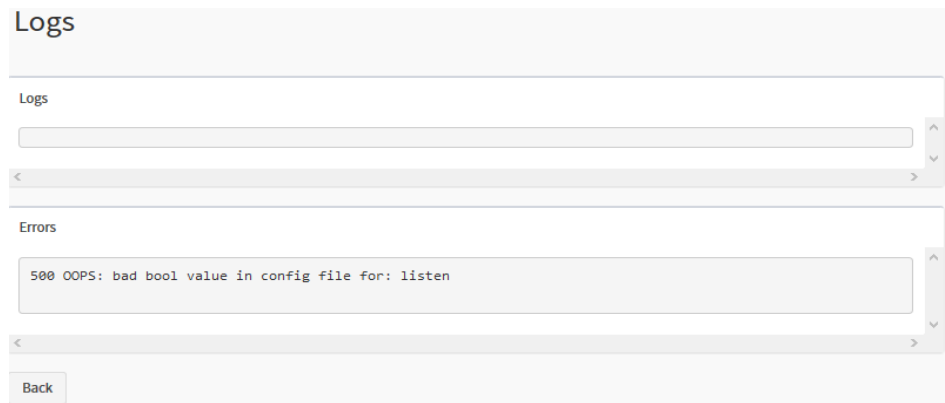 Logs
Logs
Errors
500 OOPS: bad bool value in config file for: listen
Back